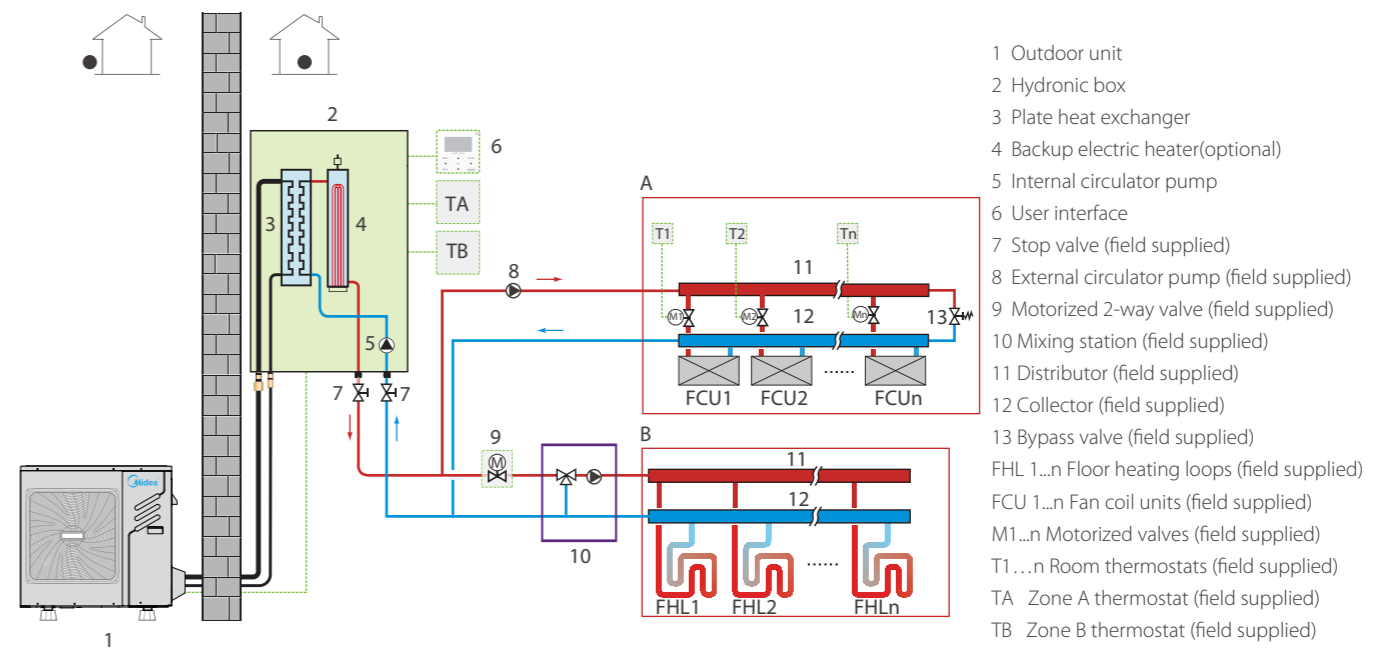 2
6
TA
TB
3
4
5
7
7
Midea
1
8
9
10
A
T1
T2
Tn
11
M1
M2
Mn
12
13
FCU1
FCU2
......
FCUn
B
M
11
12
......
FHL1
FHL2
FHLn
1 Outdoor unit
2 Hydronic box
3 Plate heat exchanger
4 Backup electric heater(optional)
5 Internal circulator pump
6 User interface
7 Stop valve (field supplied)
8 External circulator pump (field supplied)
9 Motorized 2-way valve (field supplied)
10 Mixing station (field supplied)
11 Distributor (field supplied)
12 Collector (field supplied)
13 Bypass valve (field supplied)
FHL 1...n Floor heating loops (field supplied)
FCU 1...n Fan coil units (field supplied)
M1...n Motorized valves (field supplied)
T1...n Room thermostats (field supplied)
TA Zone A thermostat (field supplied)
TB Zone B thermostat (field supplied)